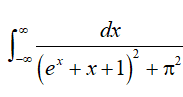 ∫_{-∞}^{∞} dx / ((e^x + x + 1)^2 + π^2)